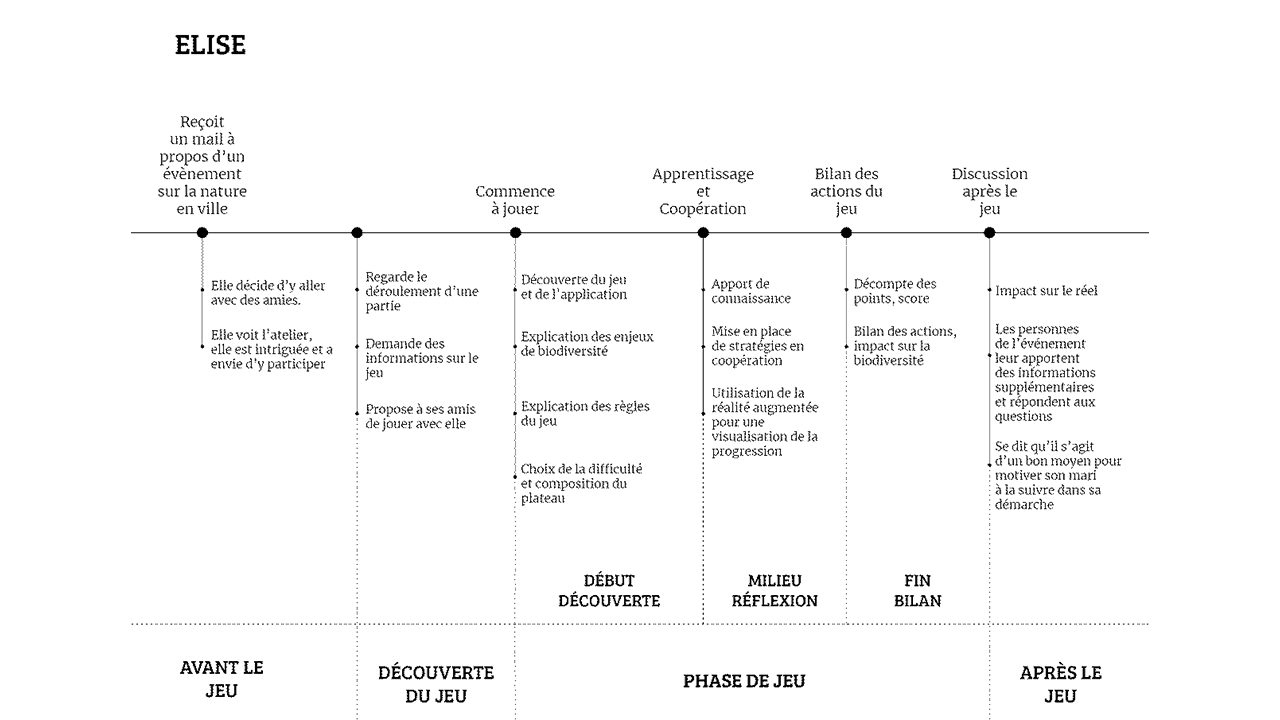 ELISE
Reçoit
un mail à
propos d'un
évènement
sur la nature
en ville
Commence
à jouer
Apprentissage
et
Coopération
Bilan des
actions du
jeu
Discussion
après le
jeu
Elle décide d'y aller
avec des amies.
Elle voit l'atelier,
elle est intriguée et a
envie d'y participer
Regarde le
déroulement d'une
partie
Demande des
informations sur le
jeu
Propose à ses amis
de jouer avec elle
Découverte du jeu
et de l'application
Explication des enjeux
de biodiversité
Explication des règles
du jeu
Choix de la difficulté
et composition du
plateau
Apport de
connaissance
Mise en place
de stratégies en
coopération
Utilisation de la
réalité augmentée
pour une
visualisation de la
progression
Décompte des
points, score
Bilan des actions,
impact sur la
biodiversité
Impact sur le réel
Les personnes
de l'événement
leur apportent
des informations
supplémentaires
et répondent aux
questions
Se dit qu'il s'agit
d'un bon moyen pour
motiver son mari
à la suivre dans sa
démarche
DÉBUT
DÉCOUVERTE
MILIEU
RÉFLEXION
FIN
BILAN
AVANT LE
JEU
DÉCOUVERTE
DU JEU
PHASE DE JEU
APRÈS LE
JEU